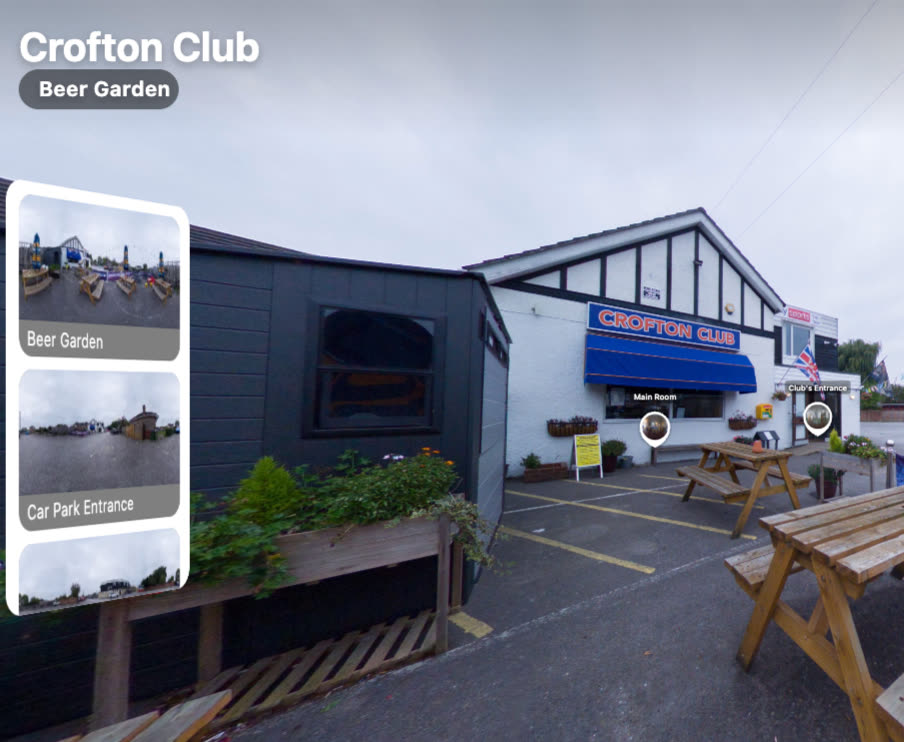 Crofton Club
Beer Garden
Beer Garden
Car Park Entrance
CROFTON CLUB
Main Room
Club's Entrance